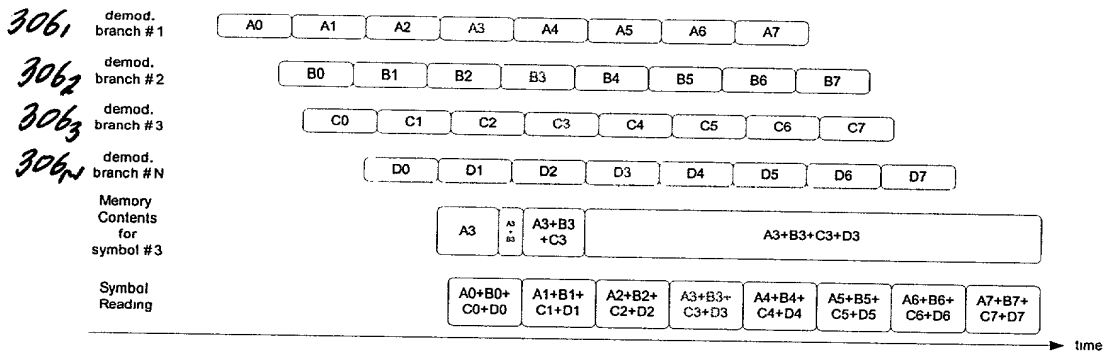 306₁ demod. branch #1 A0 A1 A2 A3 A4 A5 A6 A7
306₂ demod. branch #2 B0 B1 B2 B3 B4 B5 B6 B7
306₃ demod. branch #3 C0 C1 C2 C3 C4 C5 C6 C7
306N demod. branch #N D0 D1 D2 D3 D4 D5 D6 D7
Memory
Contents
for
symbol #3
A3
A3
+
B3
A3+B3
+C3
A3+B3+C3+D3
Symbol
Reading
A0+B0+ A1+B1+ A2+B2+ A3+B3+ A4+B4+ A5+B5+ A6+B6+ A7+B7+
C0+D0 C1+D1 C2+D2 C3+D3 C4+D4 C5+D5 C6+D6 C7+D7
time